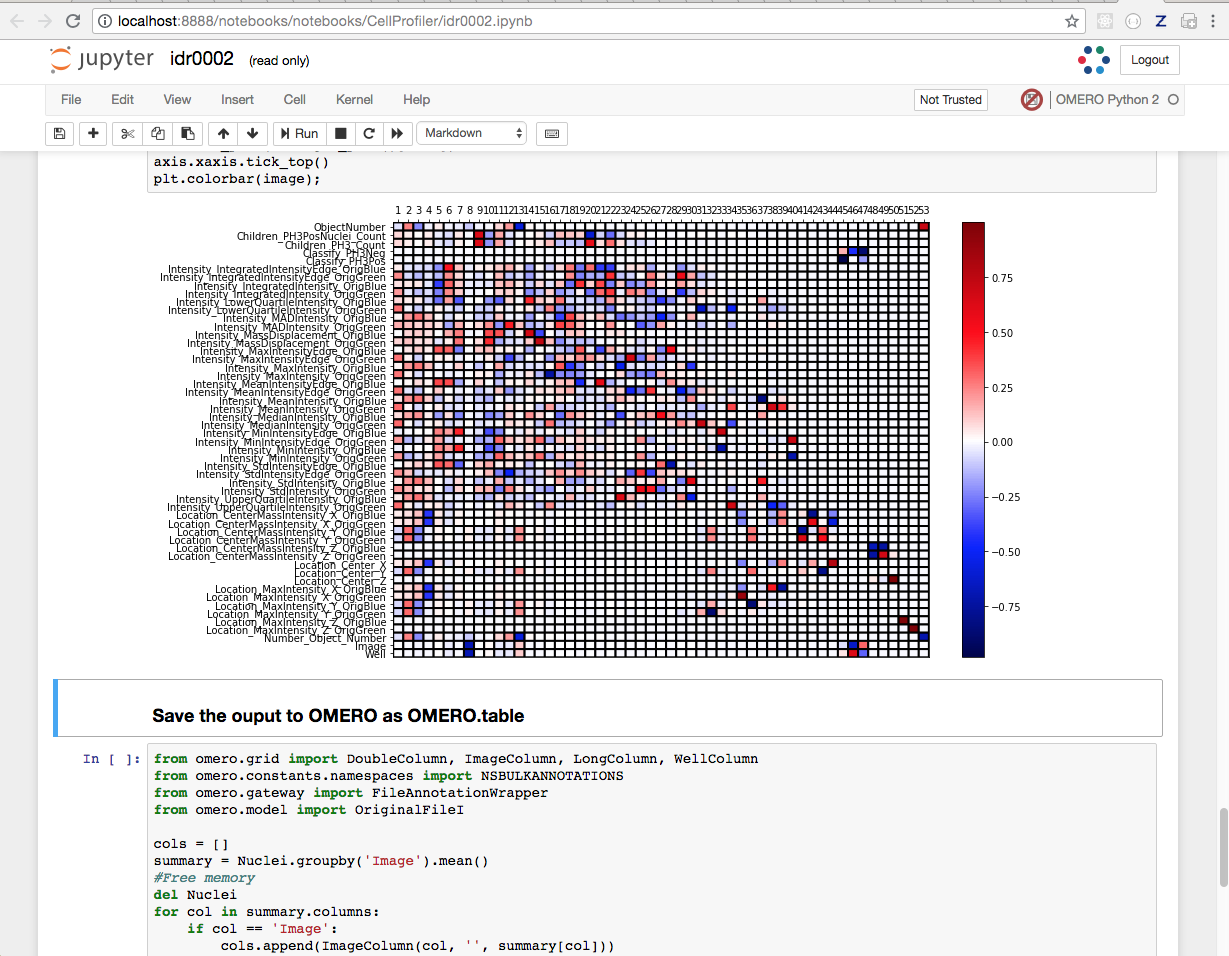 localhost:8888/notebooks/notebooks/CellProfiler/idr0002.ipynb
jupyter idr0002 (read only)
Logout
File Edit View Insert Cell Kernel Help
Not Trusted
OMERO Python 2
Run
Markdown
axis.xaxis.tick_top()
plt.colorbar(image);
1 2 3 4 5 6 7 8 9 10 11 12 13 14 15 16 17 18 19 20 21 22 23 24 25 26 27 28 29 30 31 32 33 34 35 36 37 38 39 40 41 42 43 44 45 46 47 48 49 50 51 52 53
ObjectNumber
Children_PH3PosNuclei_Count
Children_PH3_Count
Classify_PH3Neg
Classify_PH3Pos
Intensity_IntegratedIntensityEdge_OrigBlue
Intensity_IntegratedIntensityEdge_OrigGreen
Intensity_IntegratedIntensity_OrigBlue
Intensity_IntegratedIntensity_OrigGreen
Intensity_LowerQuartileIntensity_OrigBlue
Intensity_LowerQuartileIntensity_OrigGreen
Intensity_MADIntensity_OrigBlue
Intensity_MADIntensity_OrigGreen
Intensity_MassDisplacement_OrigBlue
Intensity_MassDisplacement_OrigGreen
Intensity_MaxIntensityEdge_OrigBlue
Intensity_MaxIntensityEdge_OrigGreen
Intensity_MaxIntensity_OrigBlue
Intensity_MaxIntensity_OrigGreen
Intensity_MeanIntensityEdge_OrigBlue
Intensity_MeanIntensityEdge_OrigGreen
Intensity_MeanIntensity_OrigBlue
Intensity_MeanIntensity_OrigGreen
Intensity_MedianIntensity_OrigBlue
Intensity_MedianIntensity_OrigGreen
Intensity_MinIntensityEdge_OrigBlue
Intensity_MinIntensityEdge_OrigGreen
Intensity_MinIntensity_OrigBlue
Intensity_MinIntensity_OrigGreen
Intensity_StdIntensityEdge_OrigBlue
Intensity_StdIntensityEdge_OrigGreen
Intensity_StdIntensity_OrigBlue
Intensity_StdIntensity_OrigGreen
Intensity_UpperQuartileIntensity_OrigBlue
Intensity_UpperQuartileIntensity_OrigGreen
Location_CenterMassIntensity_X_OrigBlue
Location_CenterMassIntensity_X_OrigGreen
Location_CenterMassIntensity_Y_OrigBlue
Location_CenterMassIntensity_Y_OrigGreen
Location_CenterMassIntensity_Z_OrigBlue
Location_CenterMassIntensity_Z_OrigGreen
Location_Center_X
Location_Center_Y
Location_Center_Z
Location_MaxIntensity_X_OrigBlue
Location_MaxIntensity_X_OrigGreen
Location_MaxIntensity_Y_OrigBlue
Location_MaxIntensity_Y_OrigGreen
Location_MaxIntensity_Z_OrigBlue
Location_MaxIntensity_Z_OrigGreen
Number_Object_Number
Image
Well
0.75
0.50
0.25
0.00
−0.25
−0.50
−0.75
Save the ouput to OMERO as OMERO.table
In [ ]: from omero.grid import DoubleColumn, ImageColumn, LongColumn, WellColumn
from omero.constants.namespaces import NSBULKANNOTATIONS
from omero.gateway import FileAnnotationWrapper
from omero.model import OriginalFileI
cols = []
summary = Nuclei.groupby('Image').mean()
#Free memory
del Nuclei
for col in summary.columns:
if col == 'Image':
cols.append(ImageColumn(col, '', summary[col]))